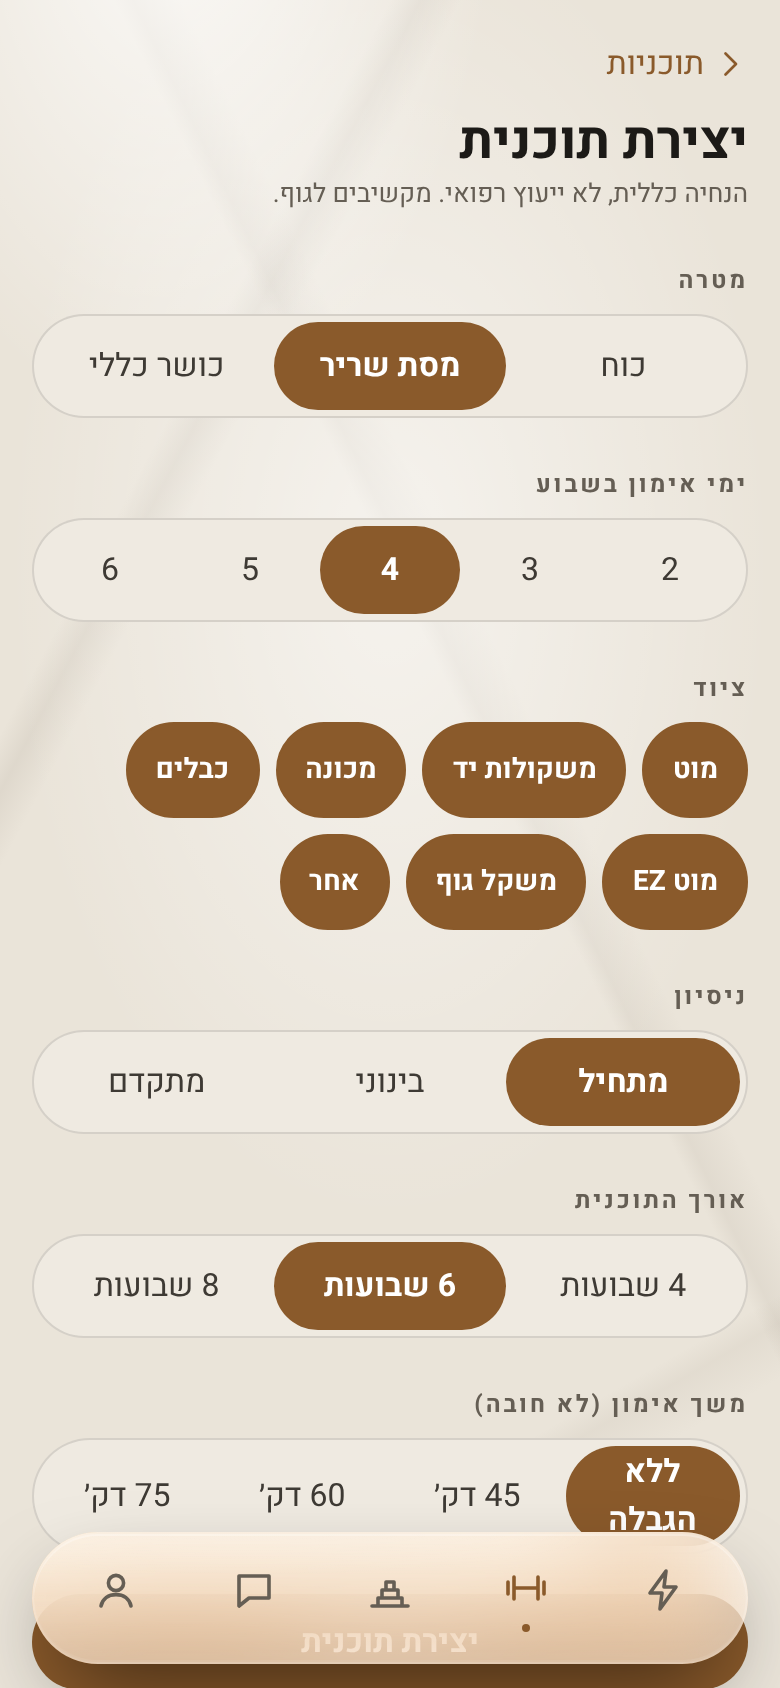 תוכניות
יצירת תוכנית
הנחיה כללית, לא ייעוץ רפואי. מקשיבים לגוף.
מטרה
כוח מסת שריר כושר כללי
ימי אימון בשבוע
2 3 4 5 6
ציוד
מוט משקולות יד מכונה כבלים
מוט EZ משקל גוף אחר
ניסיון
מתחיל בינוני מתקדם
אורך התוכנית
4 שבועות 6 שבועות 8 שבועות
משך אימון (לא חובה)
ללא הגבלה 45 דק׳ 60 דק׳ 75 דק׳
יצירת תוכנית